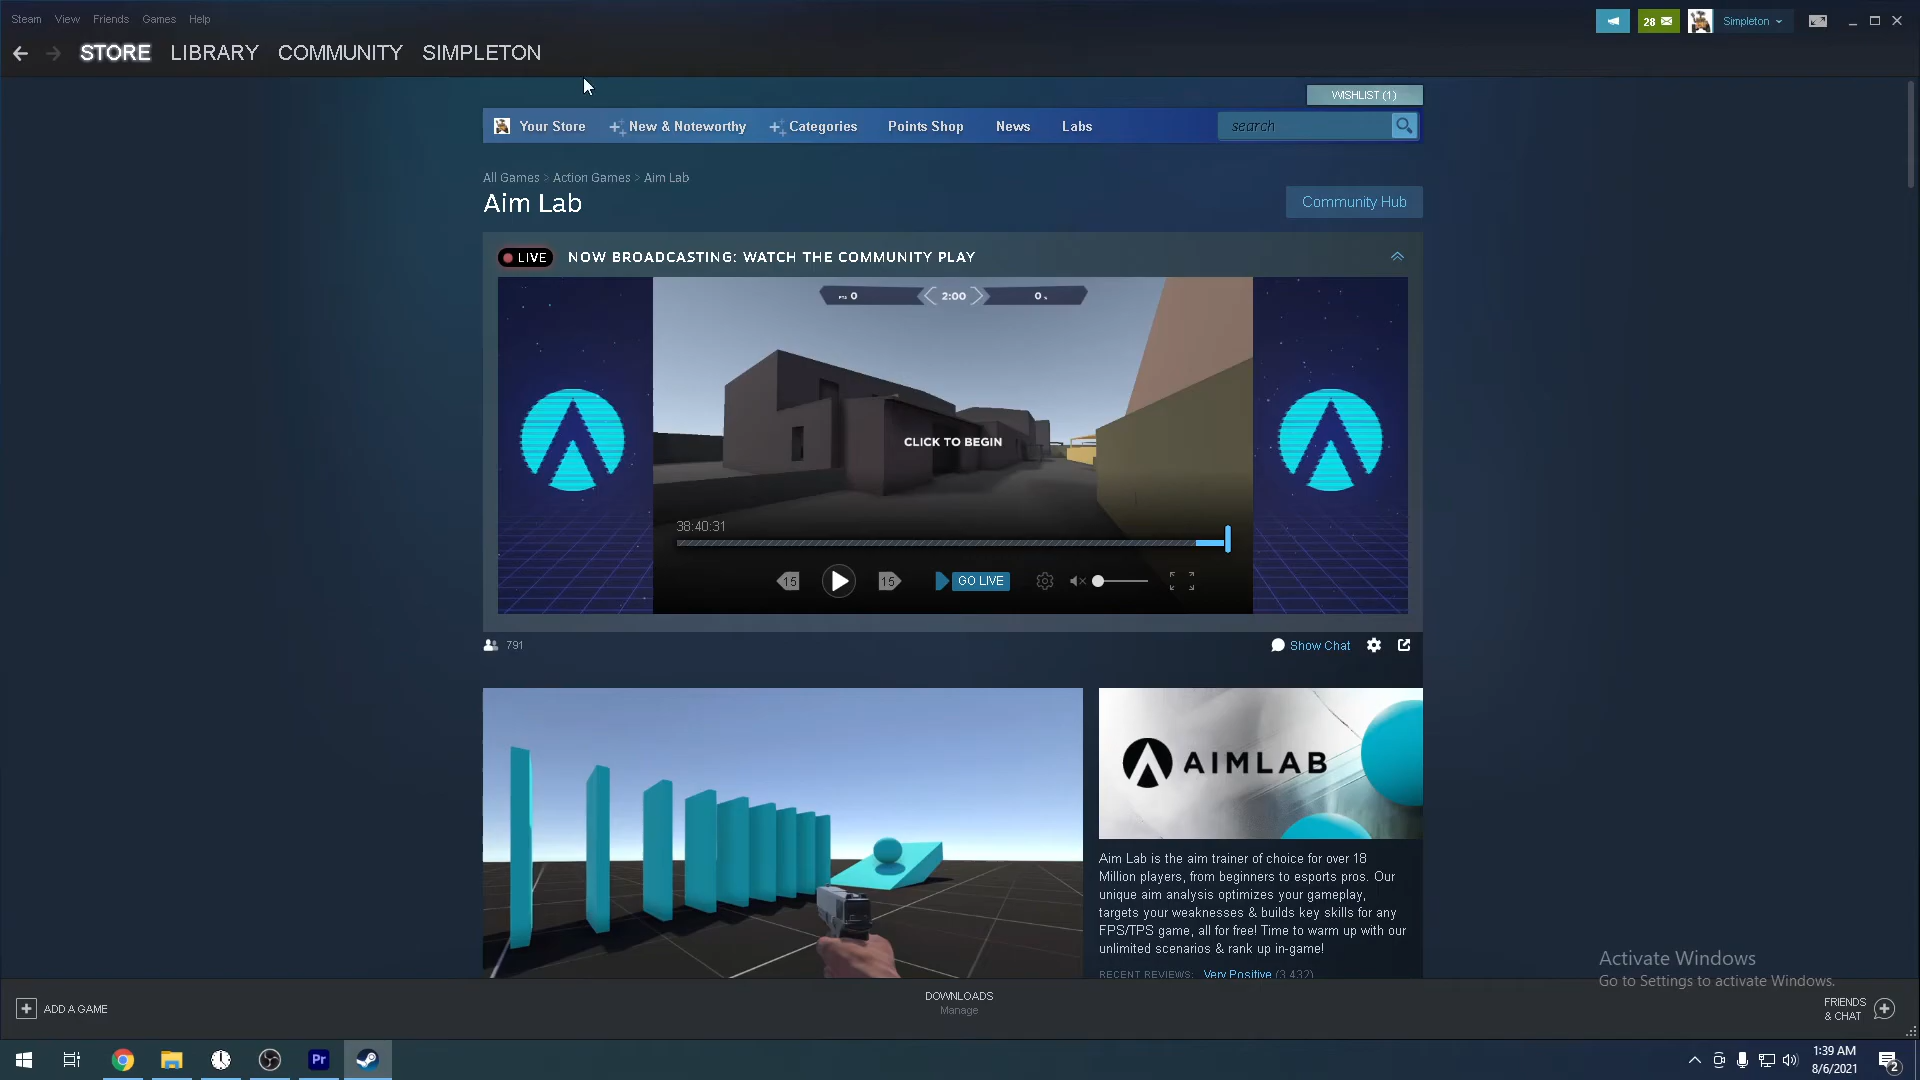 Steam View Friends Games Help
28 Simpleton
STORE LIBRARY COMMUNITY SIMPLETON
WISHLIST (1)
Your Store New & Noteworthy Categories Points Shop News Labs search
All Games > Action Games > Aim Lab
Aim Lab
Community Hub
LIVE NOW BROADCASTING: WATCH THE COMMUNITY PLAY
0 2:00 0
CLICK TO BEGIN
38:40:31
15 15 GO LIVE
791 Show Chat
AIMLAB
Aim Lab is the aim trainer of choice for over 18
Million players, from beginners to esports pros. Our
unique aim analysis optimizes your gameplay,
targets your weaknesses & builds key skills for any
FPS/TPS game, all for free! Time to warm up with our
unlimited scenarios & rank up in-game!
RECENT REVIEWS: Very Positive (3,432)
Activate Windows
Go to Settings to activate Windows.
ADD A GAME
DOWNLOADS
Manage
FRIENDS
& CHAT
Pr
1:39 AM
8/6/2021
2